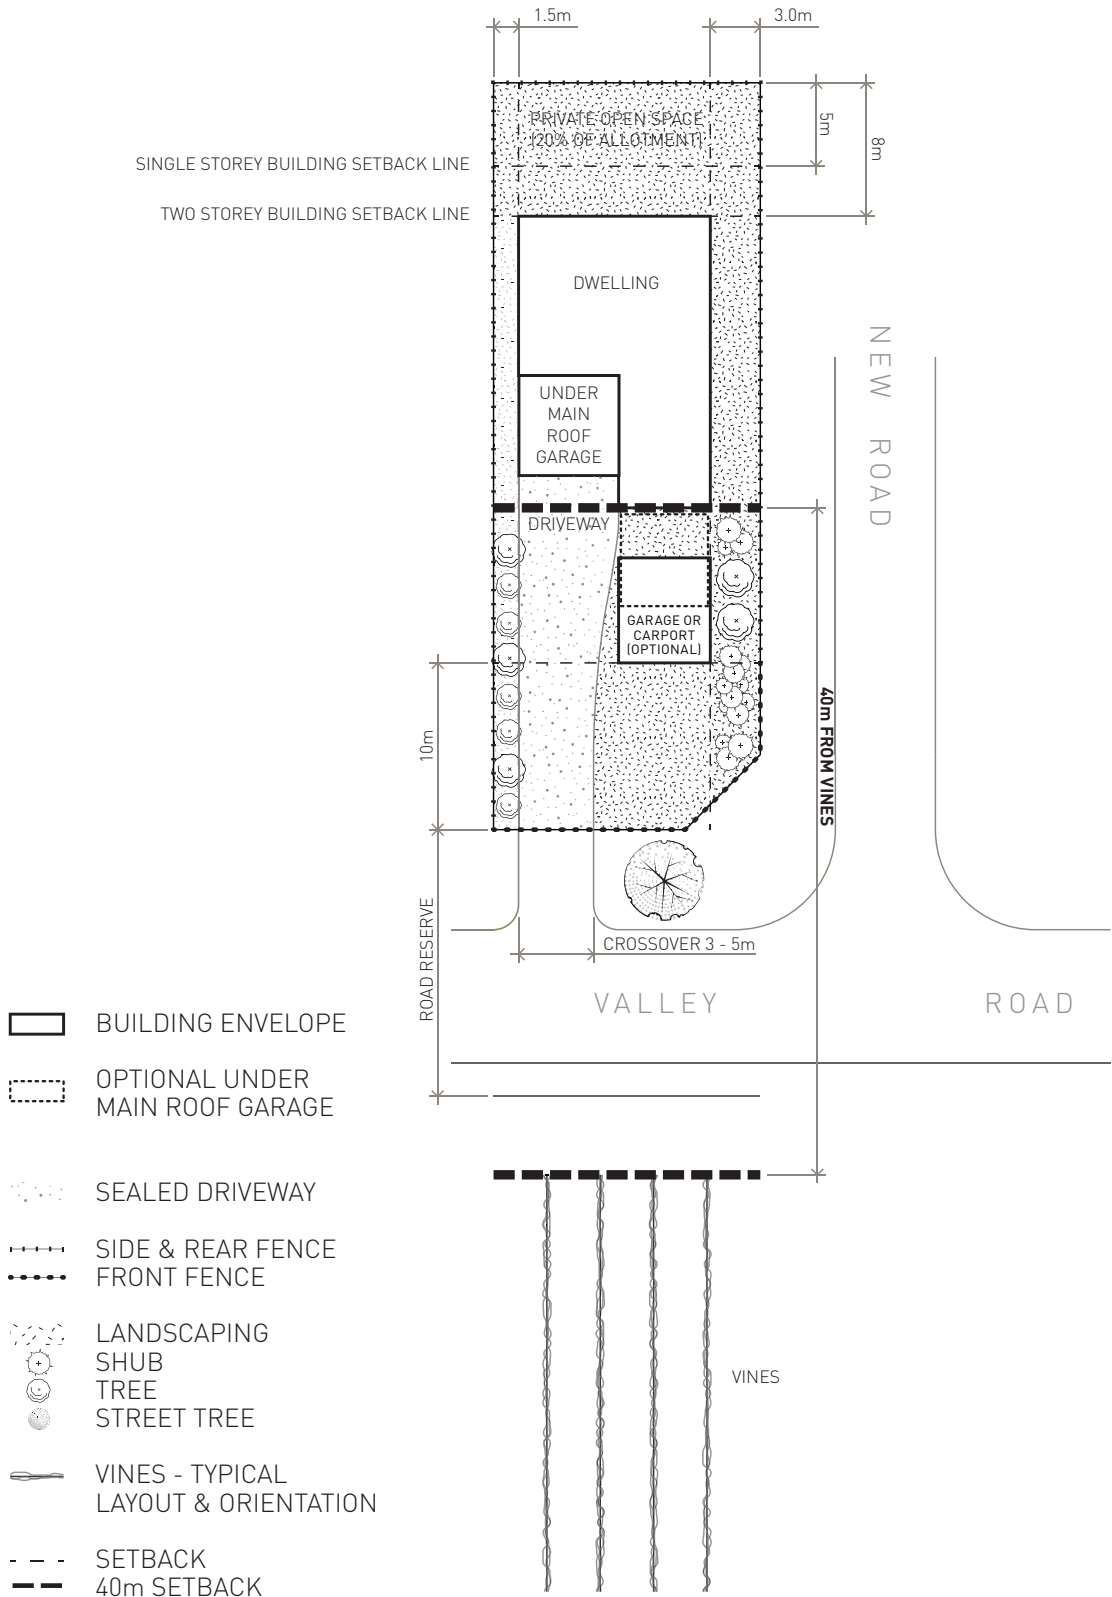 1.5m
3.0m
PRIVATE OPEN SPACE
(20% OF ALLOTMENT)
5m
8m
SINGLE STOREY BUILDING SETBACK LINE
TWO STOREY BUILDING SETBACK LINE
DWELLING
NEW ROAD
UNDER
MAIN
ROOF
GARAGE
DRIVEWAY
GARAGE OR
CARPORT
(OPTIONAL)
10m
40m FROM VINES
ROAD RESERVE
CROSSOVER 3 - 5m
VALLEY ROAD
VINES
BUILDING ENVELOPE
OPTIONAL UNDER
MAIN ROOF GARAGE
SEALED DRIVEWAY
SIDE & REAR FENCE
FRONT FENCE
LANDSCAPING
SHUB
TREE
STREET TREE
VINES - TYPICAL
LAYOUT & ORIENTATION
SETBACK
40m SETBACK